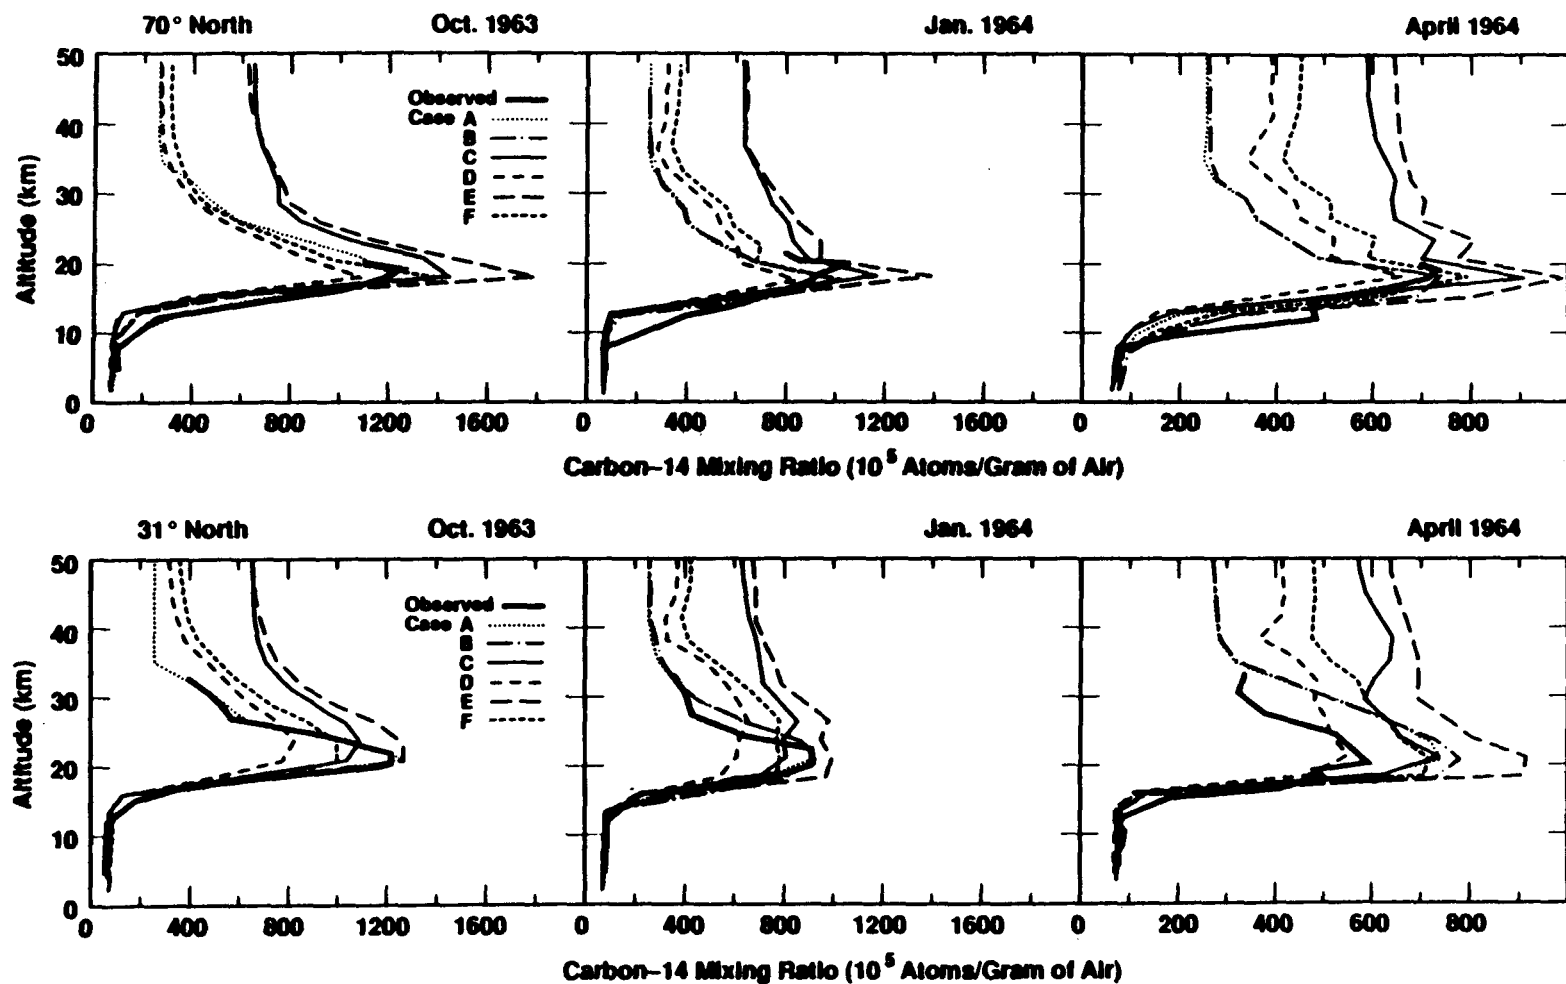 70° North Oct. 1963 Jan. 1964 April 1964
50
40
30
20
10
0
Altitude (km)
Observed
Case A
B
C
D
E
F
0 400 800 1200 1600 0 400 800 1200 1600 0 200 400 600 800
Carbon-14 Mixing Ratio (10^5 Atoms/Gram of Air)
31° North Oct. 1963 Jan. 1964 April 1964
50
40
30
20
10
0
Altitude (km)
Observed
Case A
B
C
D
E
F
0 400 800 1200 1600 0 400 800 1200 1600 0 200 400 600 800
Carbon-14 Mixing Ratio (10^5 Atoms/Gram of Air)